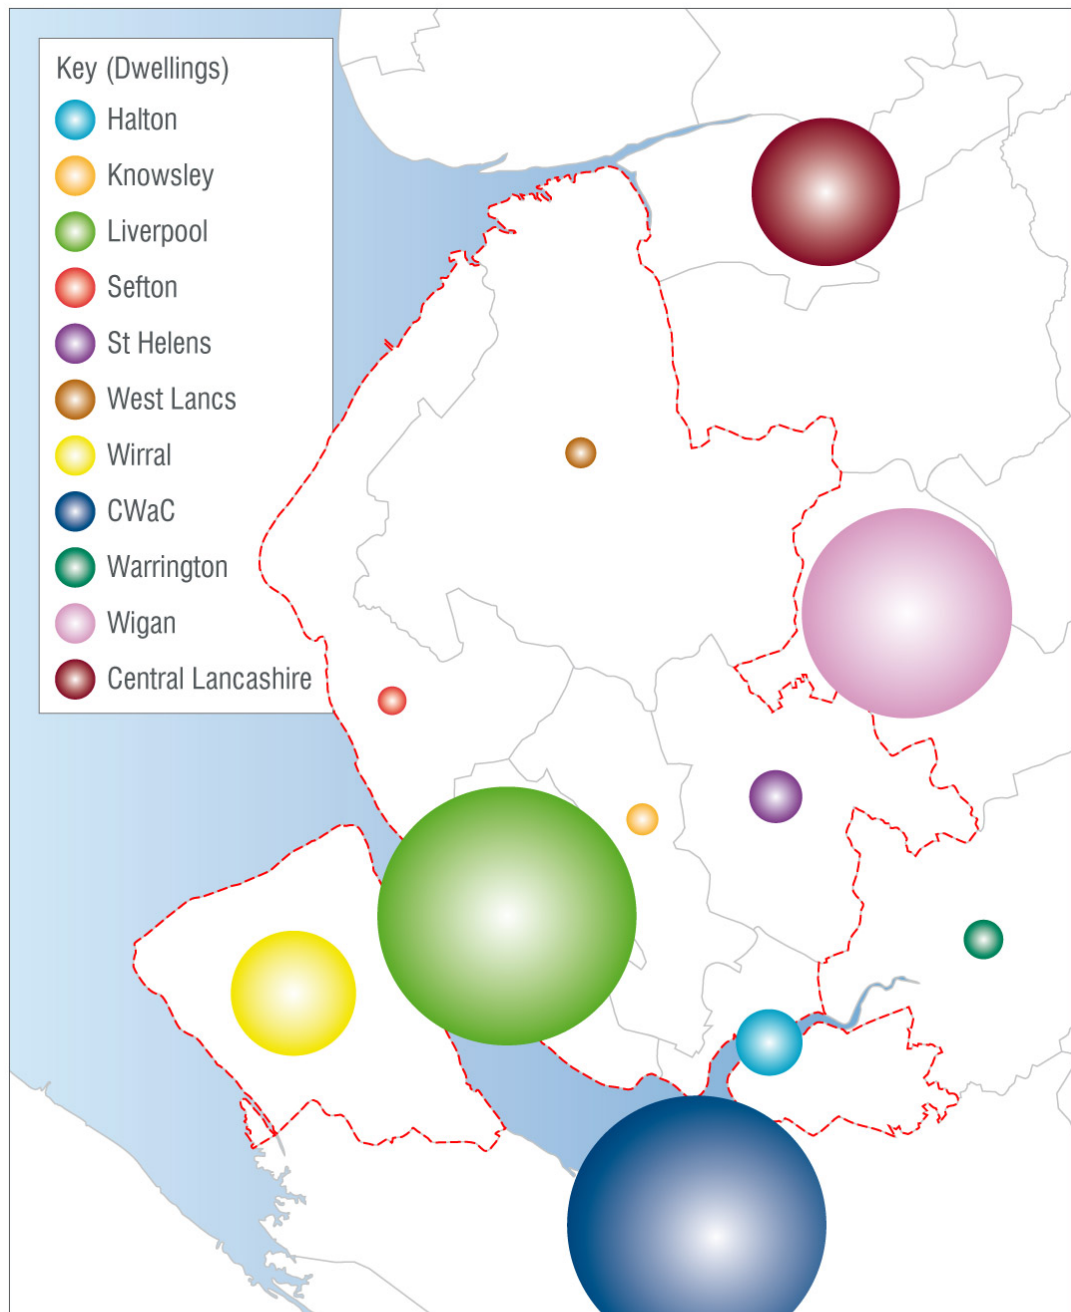 Key (Dwellings)
Halton
Knowsley
Liverpool
Sefton
St Helens
West Lancs
Wirral
CWaC
Warrington
Wigan
Central Lancashire